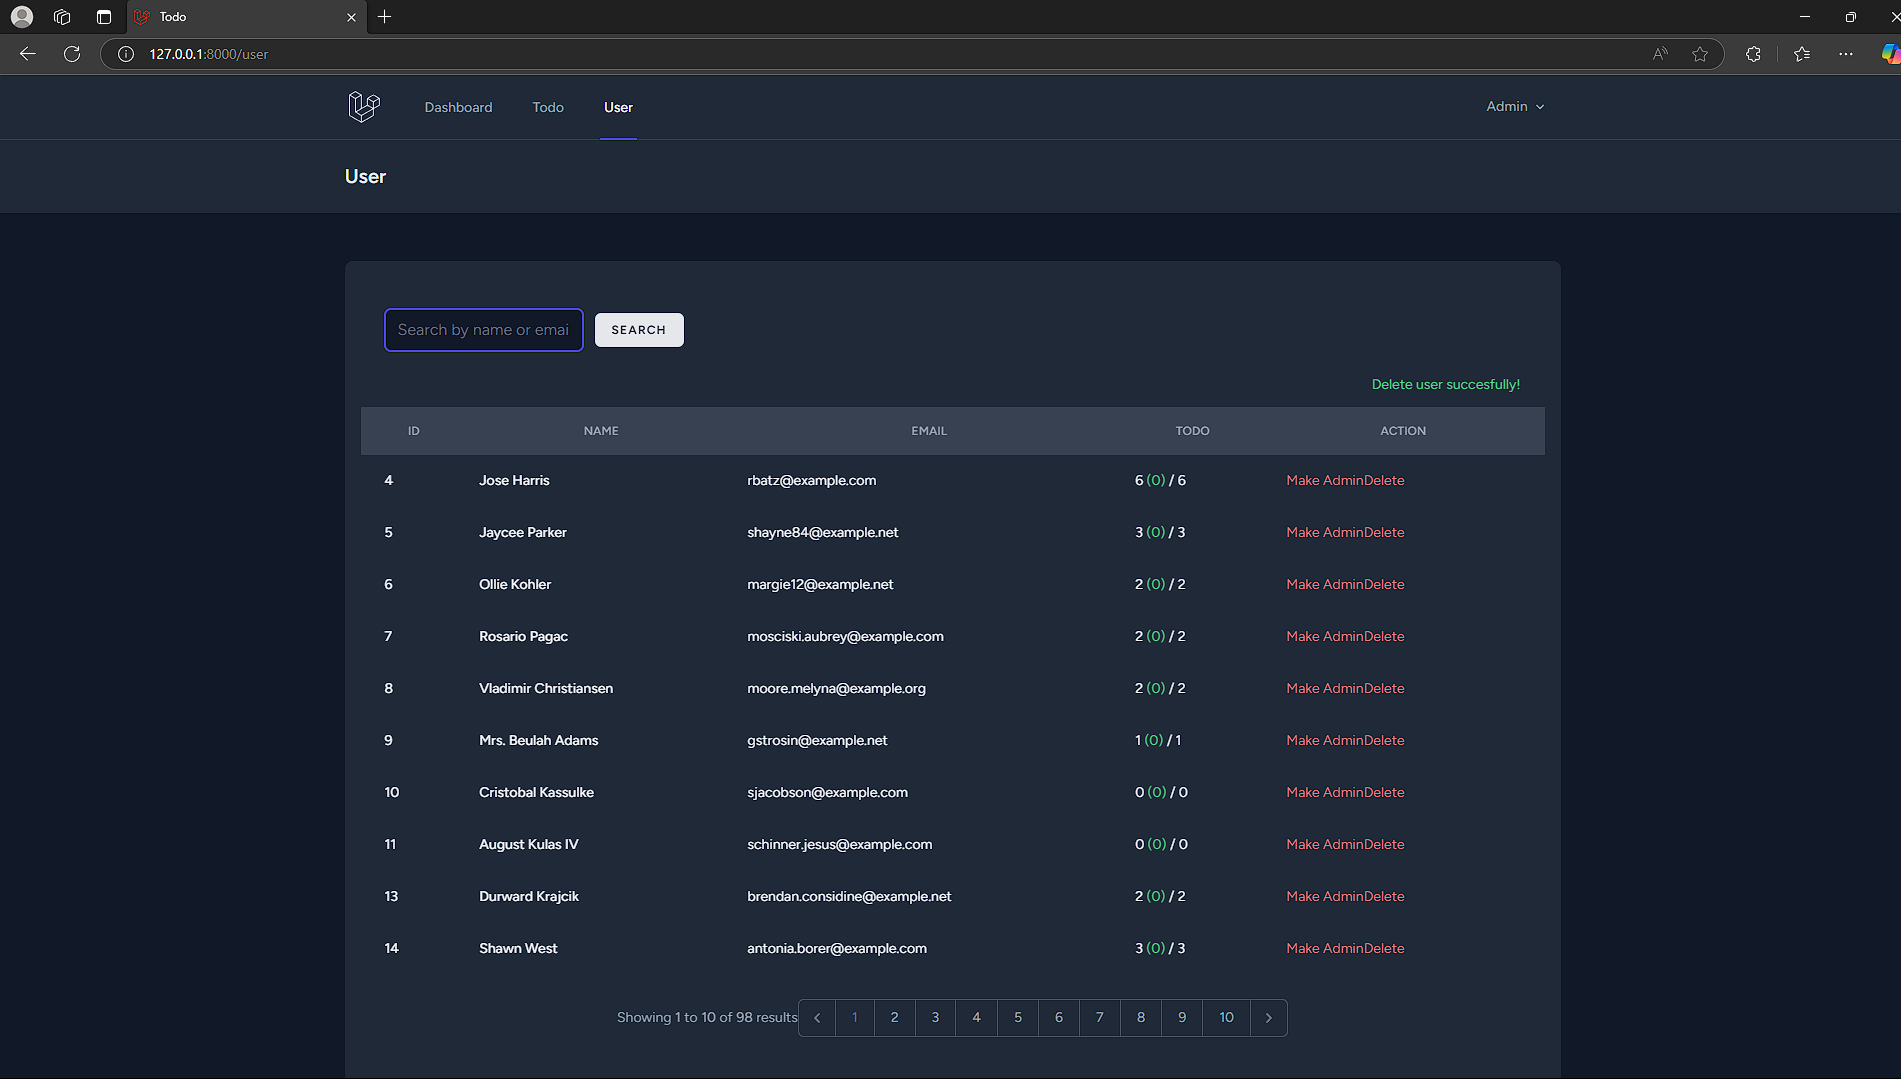 Todo
127.0.0.1:8000/user
Dashboard Todo User Admin
User
Search by name or emai SEARCH
Delete user succesfully!
ID NAME EMAIL TODO ACTION
4 Jose Harris rbatz@example.com 6 (0) / 6 Make AdminDelete
5 Jaycee Parker shayne84@example.net 3 (0) / 3 Make AdminDelete
6 Ollie Kohler margie12@example.net 2 (0) / 2 Make AdminDelete
7 Rosario Pagac mosciski.aubrey@example.com 2 (0) / 2 Make AdminDelete
8 Vladimir Christiansen moore.melyna@example.org 2 (0) / 2 Make AdminDelete
9 Mrs. Beulah Adams gstrosin@example.net 1 (0) / 1 Make AdminDelete
10 Cristobal Kassulke sjacobson@example.com 0 (0) / 0 Make AdminDelete
11 August Kulas IV schinner.jesus@example.com 0 (0) / 0 Make AdminDelete
13 Durward Krajcik brendan.considine@example.net 2 (0) / 2 Make AdminDelete
14 Shawn West antonia.borer@example.com 3 (0) / 3 Make AdminDelete
Showing 1 to 10 of 98 results 1 2 3 4 5 6 7 8 9 10